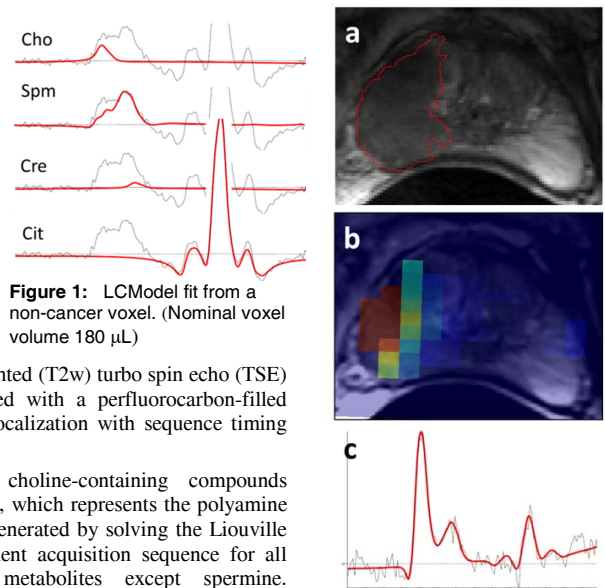 Cho
Spm
Cre
Cit
Figure 1: LCModel fit from a
non-cancer voxel. (Nominal voxel
volume 180 μL)
nted (T2w) turbo spin echo (TSE)
ed with a perfluorocarbon-filled
ocalization with sequence timing
choline-containing compounds
, which represents the polyamine
enerated by solving the Liouville
ent acquisition sequence for all
metabolites except spermine.
a
b
c